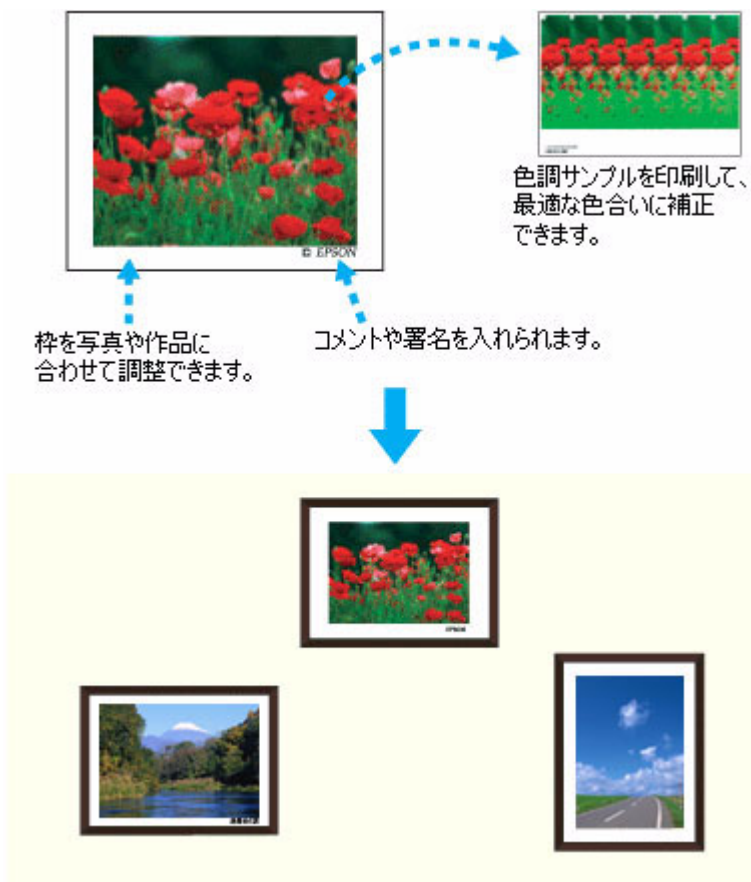 © EPSON
色調サンプルを印刷して、
最適な色合いに補正
できます。
枠を写真や作品に
合わせて調整できます。
コメントや署名を入れられます。
EPSON